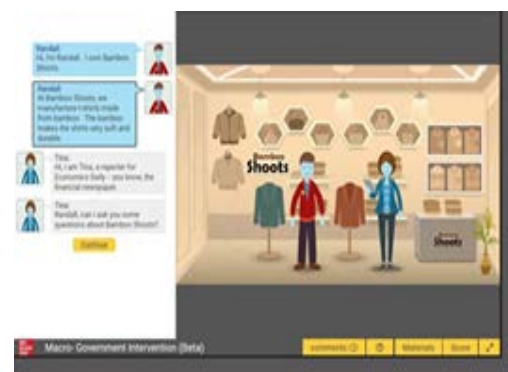 Randall:
Hi, I'm Randall. I own Bamboo
Shoots.
Randall:
At Bamboo Shoots, we
manufacture t-shirts made
from bamboo. The bamboo
makes the shirts very soft and
durable.
Tina:
Hi, I am Tina, a reporter for
Economics Daily - you know, the
financial newspaper.
Tina:
Randall, can I ask you some
questions about Bamboo Shoots?
Continue
Bamboo
Shoots
Shoots
Macro- Government Intervention (Beta)
comments
Materials
Score